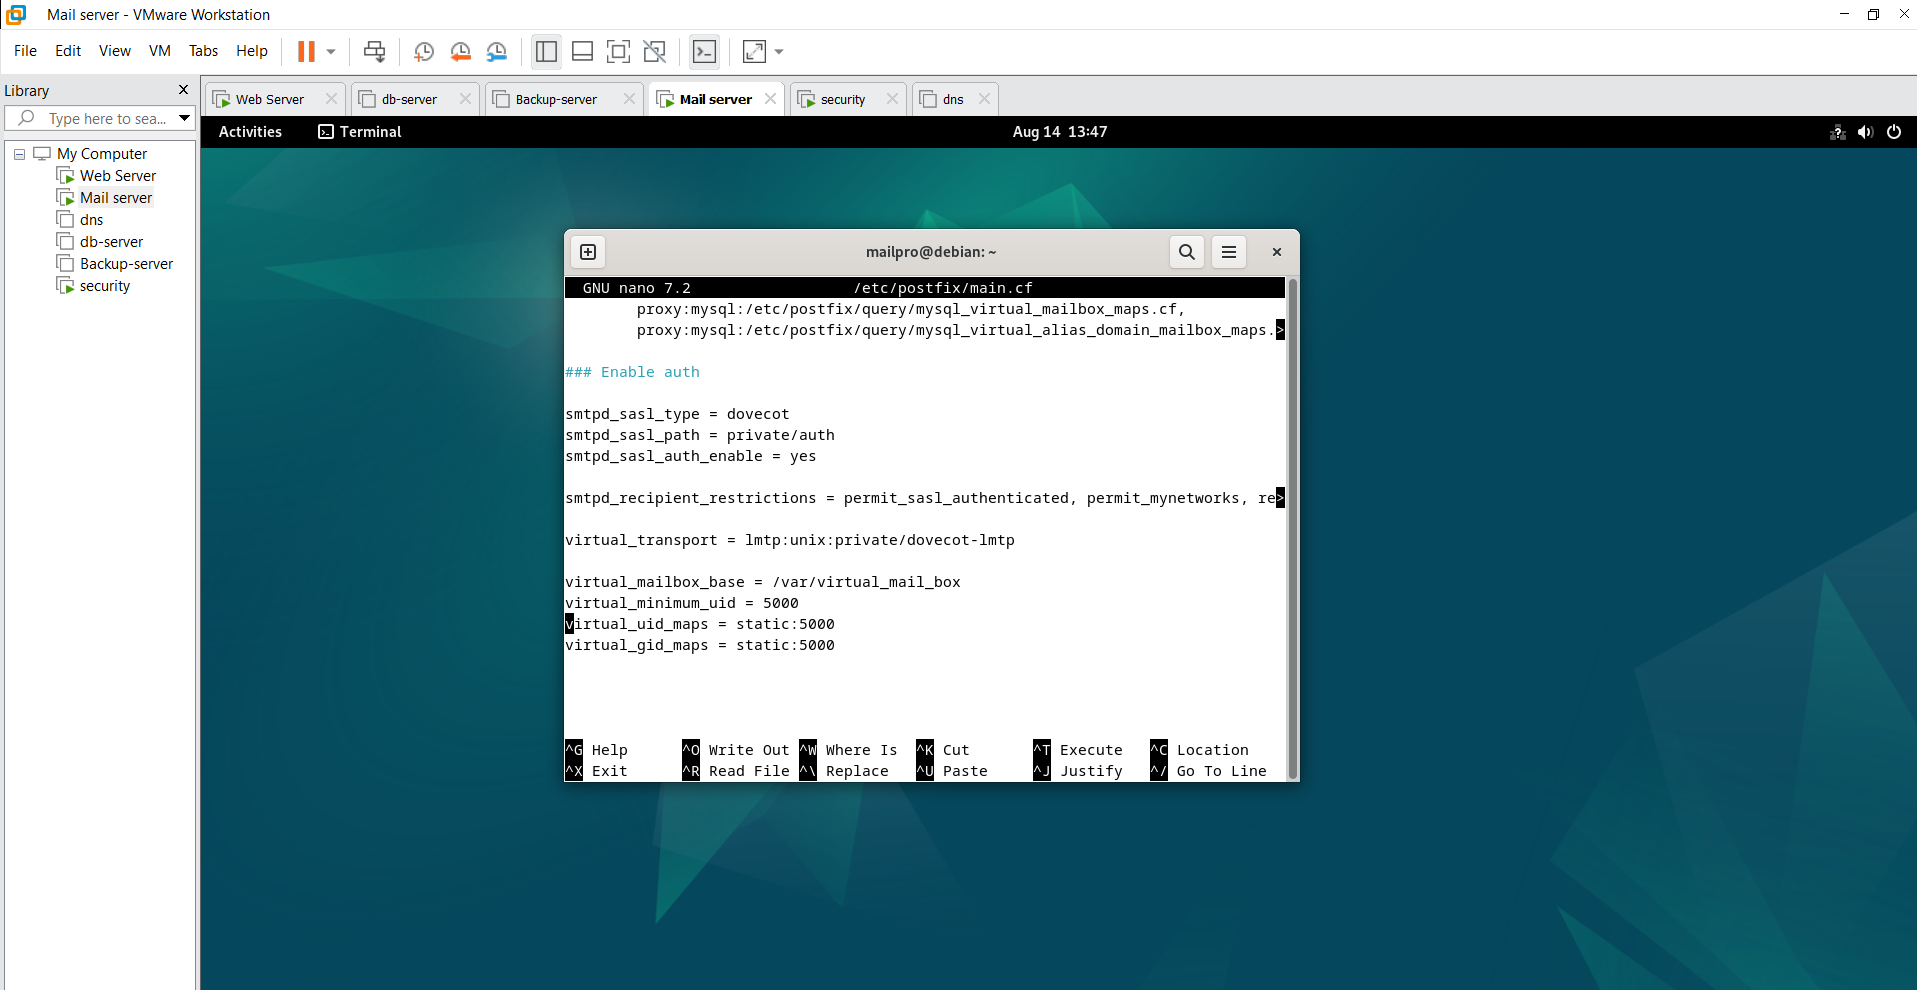 Mail server - VMware Workstation
File Edit View VM Tabs Help
Library
Type here to sea...
My Computer
Web Server
Mail server
dns
db-server
Backup-server
security
Web Server
db-server
Backup-server
Mail server
security
dns
Activities
Terminal
Aug 14 13:47
mailpro@debian: ~
GNU nano 7.2 /etc/postfix/main.cf
proxy:mysql:/etc/postfix/query/mysql_virtual_mailbox_maps.cf,
proxy:mysql:/etc/postfix/query/mysql_virtual_alias_domain_mailbox_maps.>
### Enable auth
smtpd_sasl_type = dovecot
smtpd_sasl_path = private/auth
smtpd_sasl_auth_enable = yes
smtpd_recipient_restrictions = permit_sasl_authenticated, permit_mynetworks, re>
virtual_transport = lmtp:unix:private/dovecot-lmtp
virtual_mailbox_base = /var/virtual_mail_box
virtual_minimum_uid = 5000
virtual_uid_maps = static:5000
virtual_gid_maps = static:5000
^G Help ^O Write Out ^W Where Is ^K Cut ^T Execute ^C Location
^X Exit ^R Read File ^\ Replace ^U Paste ^J Justify ^/ Go To Line